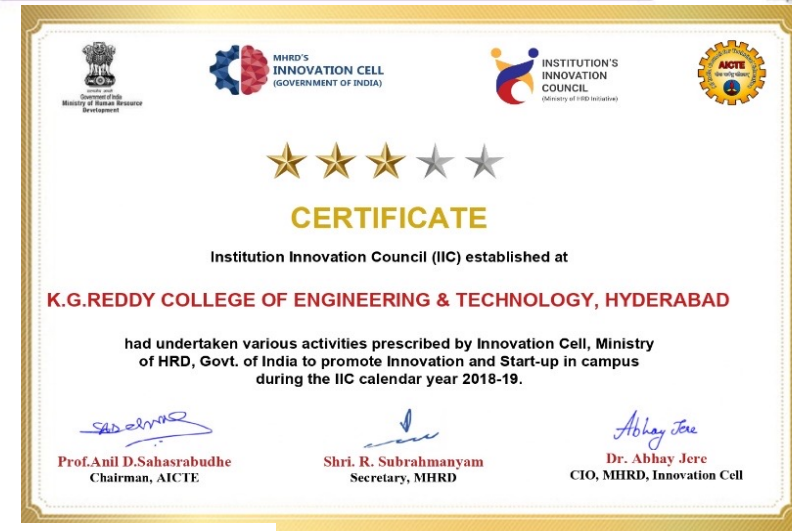 सत्यमेव जयते
Government of India
Ministry of Human Resource
Development
MHRD'S
INNOVATION CELL
(GOVERNMENT OF INDIA)
INSTITUTION'S
INNOVATION
COUNCIL
(Ministry of HRD Initiative)
AICTE
CERTIFICATE
Institution Innovation Council (IIC) established at
K.G.REDDY COLLEGE OF ENGINEERING & TECHNOLOGY, HYDERABAD
had undertaken various activities prescribed by Innovation Cell, Ministry
of HRD, Govt. of India to promote Innovation and Start-up in campus
during the IIC calendar year 2018-19.
Abhay Jere
Prof.Anil D.Sahasrabudhe
Chairman, AICTE
Shri. R. Subrahmanyam
Secretary, MHRD
Dr. Abhay Jere
CIO, MHRD, Innovation Cell